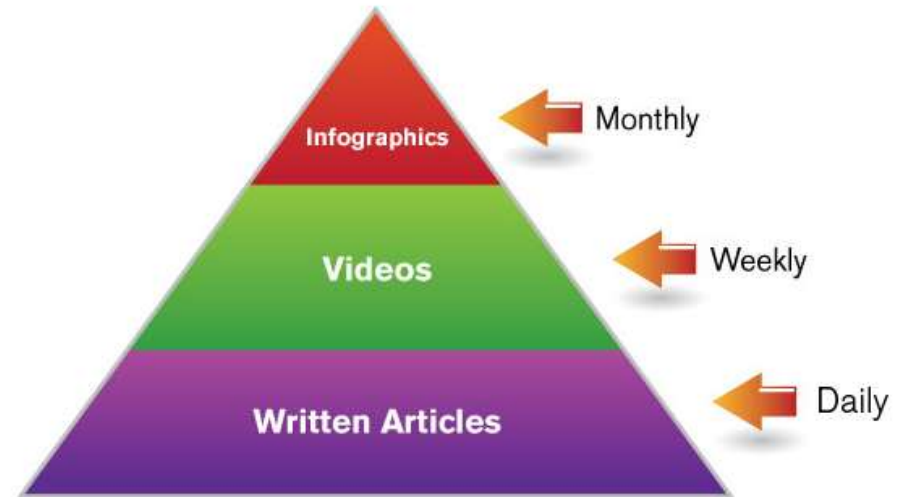 Infographics
Monthly
Videos
Weekly
Written Articles
Daily